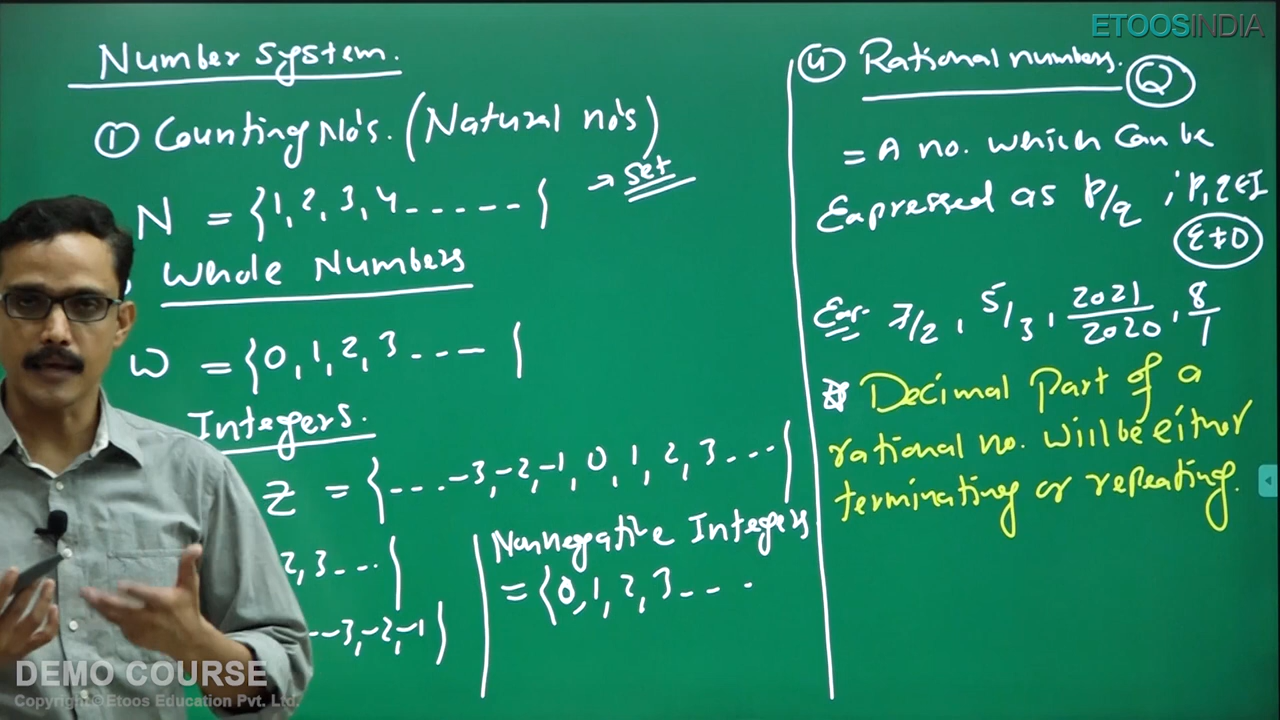 ETOOSINDIA
Number System.
① Counting No's. (Natural no's)
N = {1, 2, 3, 4 ------ } → Set
Whole Numbers
W = {0, 1, 2, 3 ---- }
Integers.
Z = {....-3, -2, -1, 0, 1, 2, 3 ---- }
2, 3 --- }
---3, -2, -1 }
Nonnegative Integers
= {0, 1, 2, 3 - - - .
④ Rational numbers. Q
= A no. which can be
Expressed as p/q ; p, q ∈ I
q ≠ 0
Ex:- 7/2, 5/3, 2021/2020, 8/1
☆ Decimal Part of a
rational no. will be either
terminating or repeating.
DEMO COURSE
Copyright © Etoos Education Pvt. Ltd.